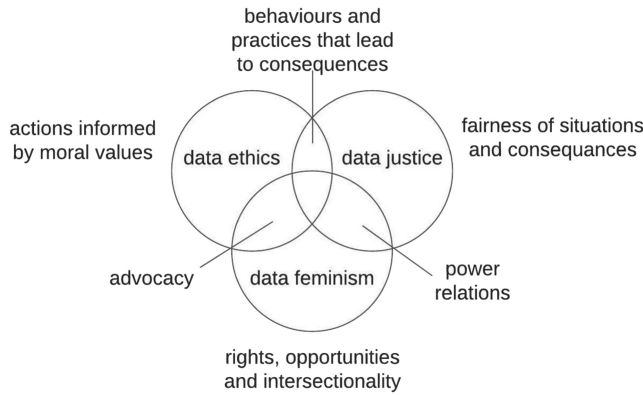 behaviours and
practices that lead
to consequences
actions informed
by moral values
data ethics
data justice
fairness of situations
and consequances
advocacy
data feminism
power
relations
rights, opportunities
and intersectionality